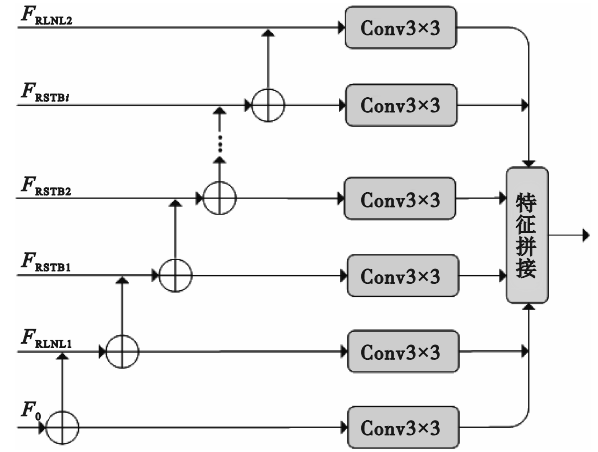 F_RLNL2
Conv3×3
F_RSTBi
Conv3×3
F_RSTB2
Conv3×3
特征拼接
F_RSTB1
Conv3×3
F_RLNL1
Conv3×3
F_0
Conv3×3